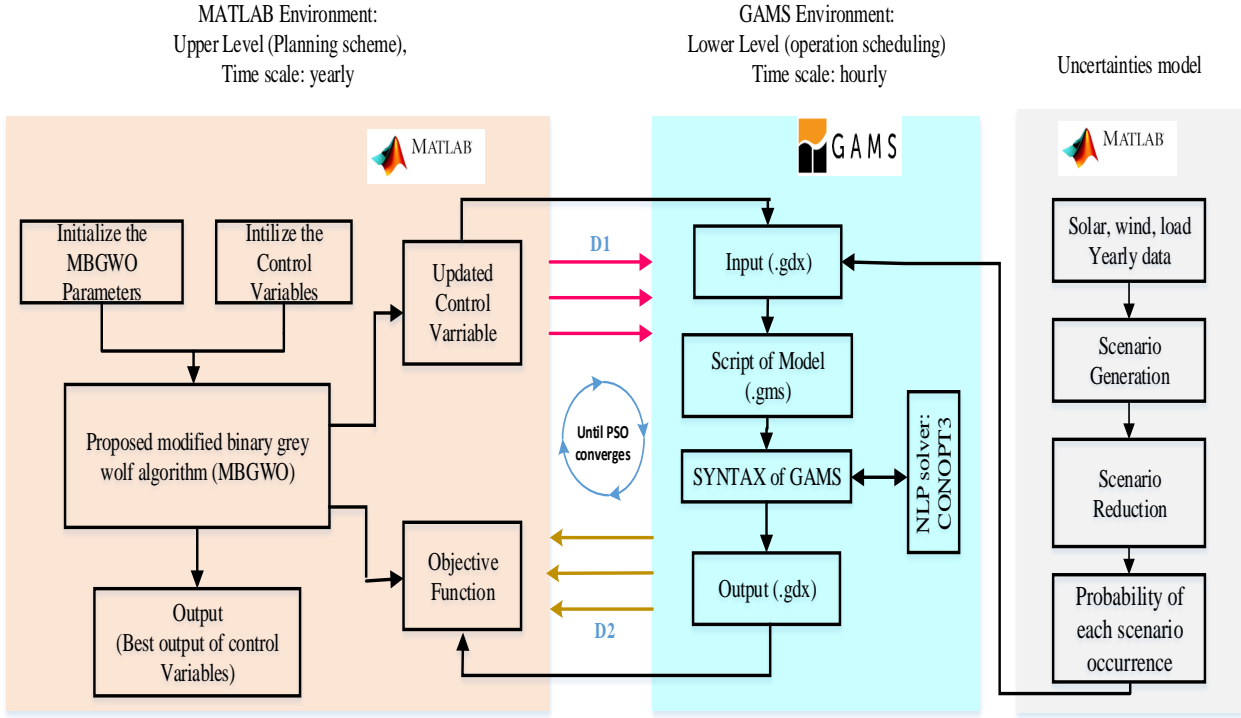 MATLAB Environment:
Upper Level (Planning scheme),
Time scale: yearly
GAMS Environment:
Lower Level (operation scheduling)
Time scale: hourly
Uncertainties model
MATLAB
Initialize the
MBGWO
Parameters
Intilize the
Control
Variables
Updated
Control
Varriable
Proposed modified binary grey
wolf algorithm (MBGWO)
Output
(Best output of control
Variables)
Objective
Function
D1
Until PSO
converges
D2
GAMS
Input (.gdx)
Script of Model
(.gms)
SYNTAX of GAMS
NLP solver:
CONOPT3
Output (.gdx)
MATLAB
Solar, wind, load
Yearly data
Scenario
Generation
Scenario
Reduction
Probability of
each scenario
occurrence